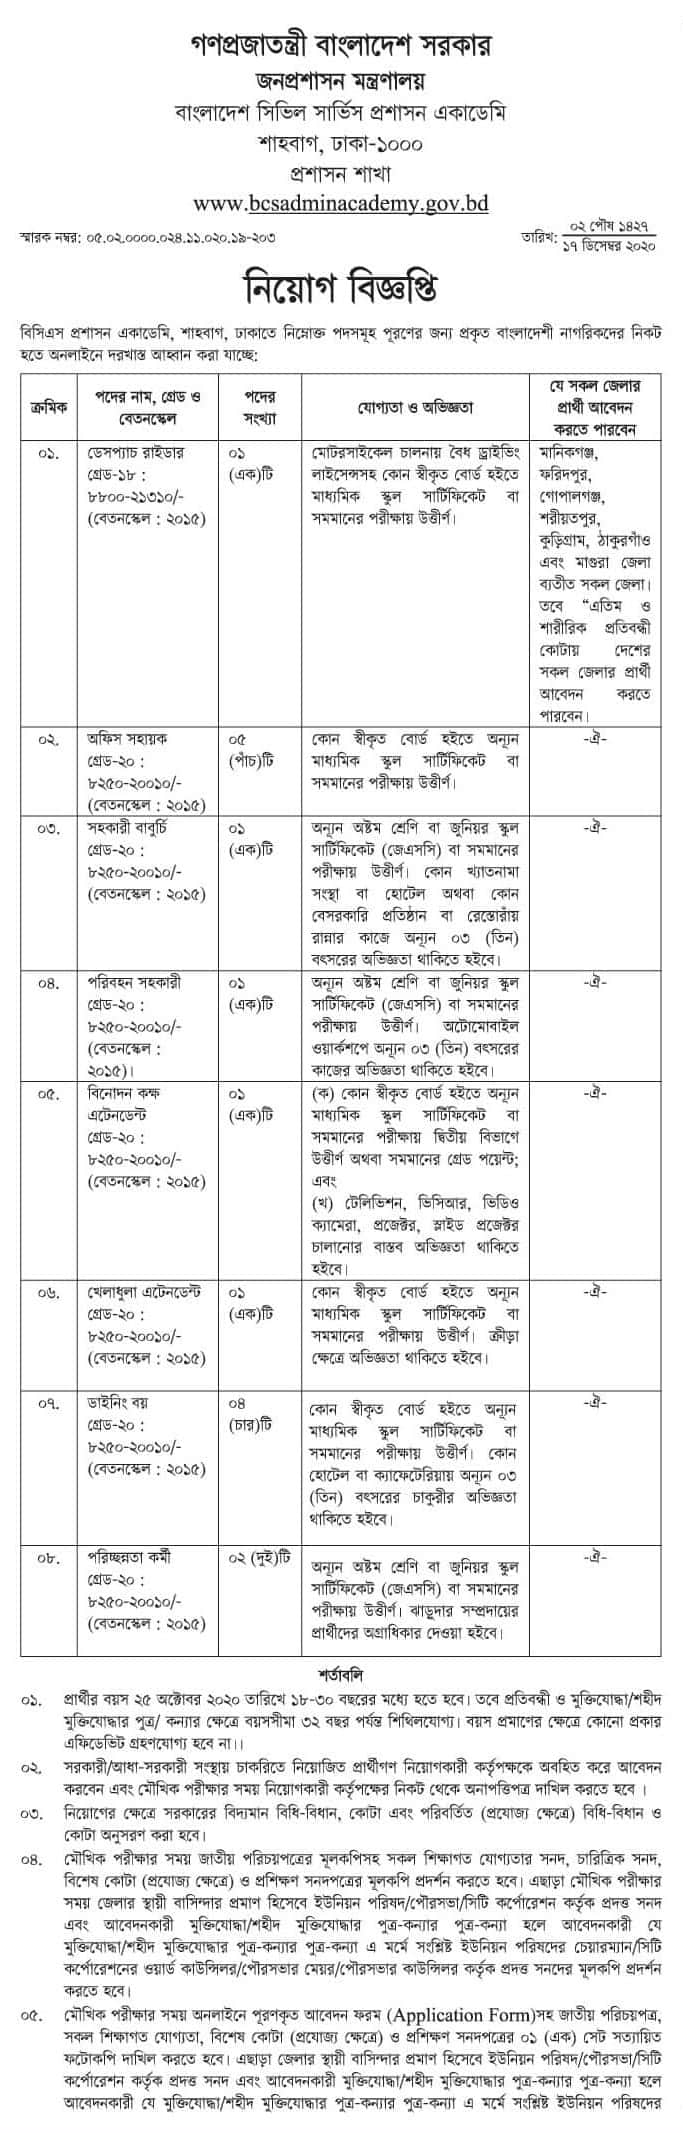 গণপ্রজাতন্ত্রী বাংলাদেশ সরকার
জনপ্রশাসন মন্ত্রণালয়
বাংলাদেশ সিভিল সার্ভিস প্রশাসন একাডেমি
শাহবাগ, ঢাকা-১০০০
প্রশাসন শাখা
www.bcsadminacademy.gov.bd
স্মারক নম্বর: ০৫.০২.০০০০.০২৪.১১.০২০.১৯-২০৩
তারিখ: ০২ পৌষ ১৪২৭
১৭ ডিসেম্বর ২০২০
নিয়োগ বিজ্ঞপ্তি
বিসিএস প্রশাসন একাডেমি, শাহবাগ, ঢাকাতে নিম্নোক্ত পদসমূহ পূরণের জন্য প্রকৃত বাংলাদেশী নাগরিকদের নিকট
হতে অনলাইনে দরখাস্ত আহ্বান করা যাচ্ছে:
ক্রমিক
পদের নাম, গ্রেড ও
বেতনস্কেল
পদের
সংখ্যা
যোগ্যতা ও অভিজ্ঞতা
যে সকল জেলার
প্রার্থী আবেদন
করতে পারবেন
০১.
ডেসপ্যাচ রাইডার
গ্রেড-১৮ :
৮৮০০-২১৩১০/-
(বেতনস্কেল : ২০১৫)
০১
(এক)টি
মোটরসাইকেল চালনায় বৈধ ড্রাইভিং
লাইসেন্সসহ কোন স্বীকৃত বোর্ড হইতে
মাধ্যমিক স্কুল সার্টিফিকেট বা
সমমানের পরীক্ষায় উত্তীর্ণ।
মানিকগঞ্জ,
ফরিদপুর,
গোপালগঞ্জ,
শরীয়তপুর,
কুড়িগ্রাম, ঠাকুরগাঁও
এবং মাগুরা জেলা
ব্যতীত সকল জেলা।
তবে “এতিম ও
শারীরিক প্রতিবন্ধী
কোটায় দেশের
সকল জেলার প্রার্থী
আবেদন করতে
পারবেন।
০২.
অফিস সহায়ক
গ্রেড-২০ :
৮২৫০-২০০১০/-
(বেতনস্কেল : ২০১৫)
০৫
(পাঁচ)টি
কোন স্বীকৃত বোর্ড হইতে অন্যূন
মাধ্যমিক স্কুল সার্টিফিকেট বা
সমমানের পরীক্ষায় উত্তীর্ণ।
-ঐ-
০৩.
সহকারী বাবুর্চি
গ্রেড-২০ :
৮২৫০-২০০১০/-
(বেতনস্কেল : ২০১৫)
০১
(এক)টি
অন্যূন অষ্টম শ্রেণি বা জুনিয়র স্কুল
সার্টিফিকেট (জেএসসি) বা সমমানের
পরীক্ষায় উত্তীর্ণ। কোন খ্যাতনামা
সংস্থা বা হোটেল অথবা কোন
বেসরকারি প্রতিষ্ঠান বা রেস্তোরাঁয়
রান্নার কাজে অন্যূন ০৩ (তিন)
বৎসরের অভিজ্ঞতা থাকিতে হইবে।
-ঐ-
০৪.
পরিবহন সহকারী
গ্রেড-২০ :
৮২৫০-২০০১০/-
(বেতনস্কেল :
২০১৫)।
০১
(এক)টি
অন্যূন অষ্টম শ্রেণি বা জুনিয়র স্কুল
সার্টিফিকেট (জেএসসি) বা সমমানের
পরীক্ষায় উত্তীর্ণ। অটোমোবাইল
ওয়ার্কশপে অন্যূন ০৩ (তিন) বৎসরের
কাজের অভিজ্ঞতা থাকিতে হইবে।
-ঐ-
০৫.
বিনোদন কক্ষ
এটেনডেন্ট
গ্রেড-২০ :
৮২৫০-২০০১০/-
(বেতনস্কেল : ২০১৫)
০১
(এক)টি
(ক) কোন স্বীকৃত বোর্ড হইতে অন্যূন
মাধ্যমিক স্কুল সার্টিফিকেট বা
সমমানের পরীক্ষায় দ্বিতীয় বিভাগে
উত্তীর্ণ অথবা সমমানের গ্রেড পয়েন্ট;
এবং
(খ) টেলিভিশন, ভিসিআর, ভিডিও
ক্যামেরা, প্রজেক্টর, স্লাইড প্রজেক্টর
চালানোর বাস্তব অভিজ্ঞতা থাকিতে
হইবে।
-ঐ-
০৬.
খেলাধুলা এটেনডেন্ট
গ্রেড-২০ :
৮২৫০-২০০১০/-
(বেতনস্কেল : ২০১৫)
০১
(এক)টি
কোন স্বীকৃত বোর্ড হইতে অন্যূন
মাধ্যমিক স্কুল সার্টিফিকেট বা
সমমানের পরীক্ষায় উত্তীর্ণ। ক্রীড়া
ক্ষেত্রে অভিজ্ঞতা থাকিতে হইবে।
-ঐ-
০৭.
ডাইনিং বয়
গ্রেড-২০ :
৮২৫০-২০০১০/-
(বেতনস্কেল : ২০১৫)
০৪
(চার)টি
কোন স্বীকৃত বোর্ড হইতে অন্যূন
মাধ্যমিক স্কুল সার্টিফিকেট বা
সমমানের পরীক্ষায় উত্তীর্ণ। কোন
হোটেল বা ক্যাফেটেরিয়ায় অন্যূন ০৩
(তিন) বৎসরের চাকুরীর অভিজ্ঞতা
থাকিতে হইবে।
-ঐ-
০৮.
পরিচ্ছন্নতা কর্মী
গ্রেড-২০ :
৮২৫০-২০০১০/-
(বেতনস্কেল : ২০১৫)
০২ (দুই)টি
অন্যূন অষ্টম শ্রেণি বা জুনিয়র স্কুল
সার্টিফিকেট (জেএসসি) বা সমমানের
পরীক্ষায় উত্তীর্ণ। ঝাড়ুদার সম্প্রদায়ের
প্রার্থীদের অগ্রাধিকার দেওয়া হইবে।
-ঐ-
শর্তাবলি
০১. প্রার্থীর বয়স ২৫ অক্টোবর ২০২০ তারিখে ১৮-৩০ বছরের মধ্যে হতে হবে। তবে প্রতিবন্ধী ও মুক্তিযোদ্ধা/শহীদ
মুক্তিযোদ্ধার পুত্র/ কন্যার ক্ষেত্রে বয়সসীমা ৩২ বছর পর্যন্ত শিথিলযোগ্য। বয়স প্রমাণের ক্ষেত্রে কোনো প্রকার
এফিডেভিট গ্রহণযোগ্য হবে না।।
০২. সরকারী/আধা-সরকারী সংস্থায় চাকরিতে নিয়োজিত প্রার্থীগণ নিয়োগকারী কর্তৃপক্ষকে অবহিত করে আবেদন
করবেন এবং মৌখিক পরীক্ষার সময় নিয়োগকারী কর্তৃপক্ষের নিকট থেকে অনাপত্তিপত্র দাখিল করতে হবে ।
০৩. নিয়োগের ক্ষেত্রে সরকারের বিদ্যমান বিধি-বিধান, কোটা এবং পরিবর্তিত (প্রযোজ্য ক্ষেত্রে) বিধি-বিধান ও
কোটা অনুসরণ করা হবে।
০৪. মৌখিক পরীক্ষার সময় জাতীয় পরিচয়পত্রের মূলকপিসহ সকল শিক্ষাগত যোগ্যতার সনদ, চারিত্রিক সনদ,
বিশেষ কোটা (প্রযোজ্য ক্ষেত্রে) ও প্রশিক্ষণ সনদপত্রের মূলকপি প্রদর্শন করতে হবে। এছাড়া মৌখিক পরীক্ষার
সময় জেলার স্থায়ী বাসিন্দার প্রমাণ হিসেবে ইউনিয়ন পরিষদ/পৌরসভা/সিটি কর্পোরেশন কর্তৃক প্রদত্ত সনদ
এবং আবেদনকারী মুক্তিযোদ্ধা/শহীদ মুক্তিযোদ্ধার পুত্র-কন্যার পুত্র-কন্যা হলে আবেদনকারী যে
মুক্তিযোদ্ধা/শহীদ মুক্তিযোদ্ধার পুত্র-কন্যার পুত্র-কন্যা এ মর্মে সংশ্লিষ্ট ইউনিয়ন পরিষদের চেয়ারম্যান/সিটি
কর্পোরেশনের ওয়ার্ড কাউন্সিলর/পৌরসভার মেয়র/পৌরসভার কাউন্সিলর কর্তৃক প্রদত্ত সনদের মূলকপি প্রদর্শন
করতে হবে।
০৫. মৌখিক পরীক্ষার সময় অনলাইনে পূরণকৃত আবেদন ফরম (Application Form)সহ জাতীয় পরিচয়পত্র,
সকল শিক্ষাগত যোগ্যতা, বিশেষ কোটা (প্রযোজ্য ক্ষেত্রে) ও প্রশিক্ষণ সনদপত্রের ০১ (এক) সেট সত্যায়িত
ফটোকপি দাখিল করতে হবে। এছাড়া জেলার স্থায়ী বাসিন্দার প্রমাণ হিসেবে ইউনিয়ন পরিষদ/পৌরসভা/সিটি
কর্পোরেশন কর্তৃক প্রদত্ত সনদ এবং আবেদনকারী মুক্তিযোদ্ধা/শহীদ মুক্তিযোদ্ধার পুত্র-কন্যার পুত্র-কন্যা হলে
আবেদনকারী যে মুক্তিযোদ্ধা/শহীদ মুক্তিযোদ্ধার পুত্র-কন্যার পুত্র-কন্যা এ মর্মে সংশ্লিষ্ট ইউনিয়ন পরিষদের